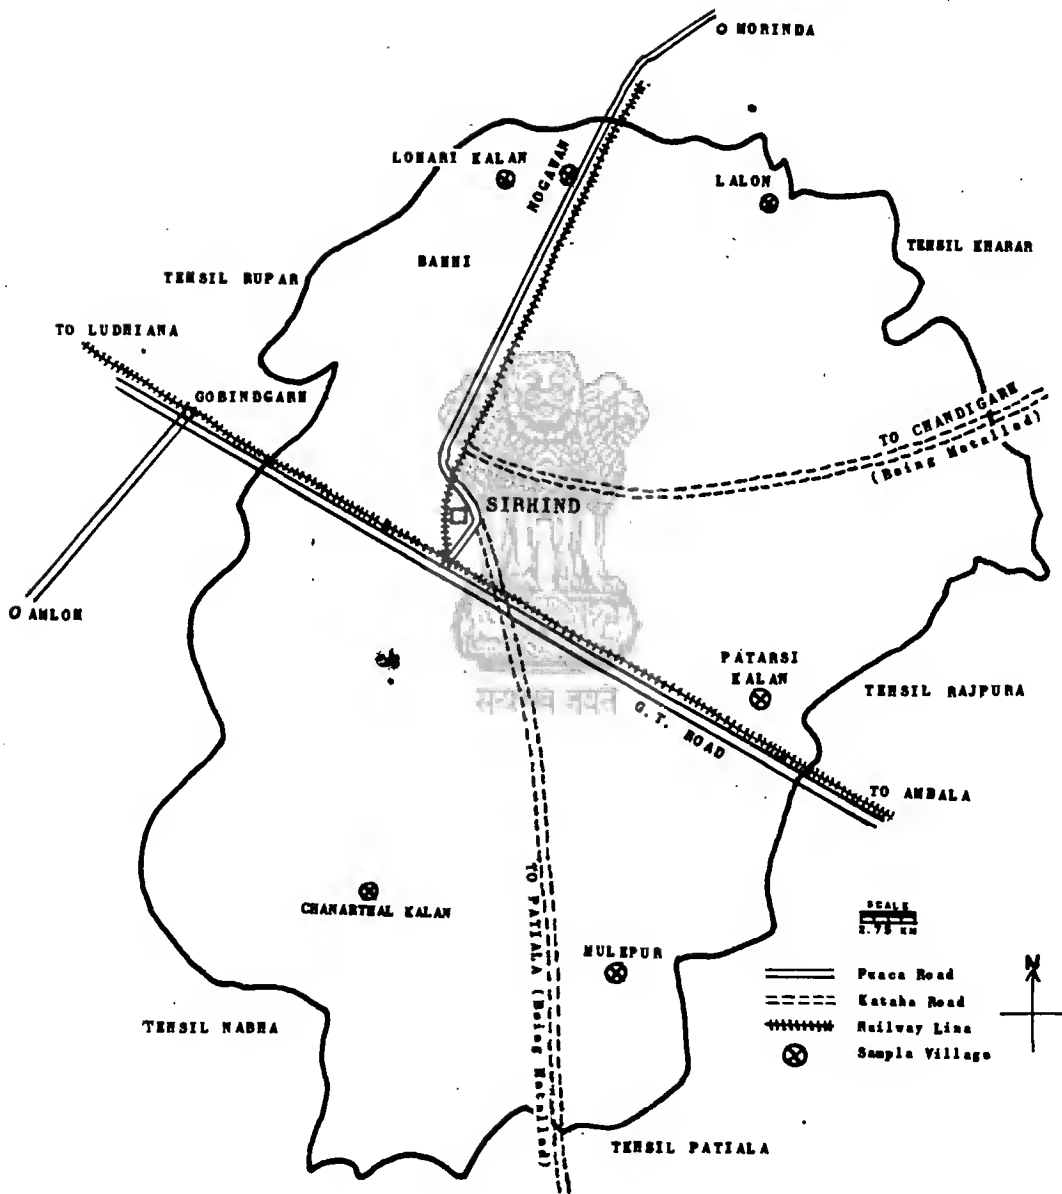 MORINDA
LOHARI KALAN
NOGAWAN
LALON
BAHHI
TEHSIL KHARAR
TEHSIL RUPAR
TO LUDHIANA
GOBINDGARH
TO CHANDIGARH
(Being Metalled)
SIRHIND
AMLOH
PATARSI
KALAN
TEHSIL RAJPURA
सत्यमेव जयते
G.T. ROAD
TO AMBALA
CHANARTHAL KALAN
TO PATIALA (Being Metalled)
MULEPUR
SCALE
2.75 KM
N
Pucca Road
Katcha Road
Railway Line
Sample Village
TEHSIL NABHA
TEHSIL PATIALA